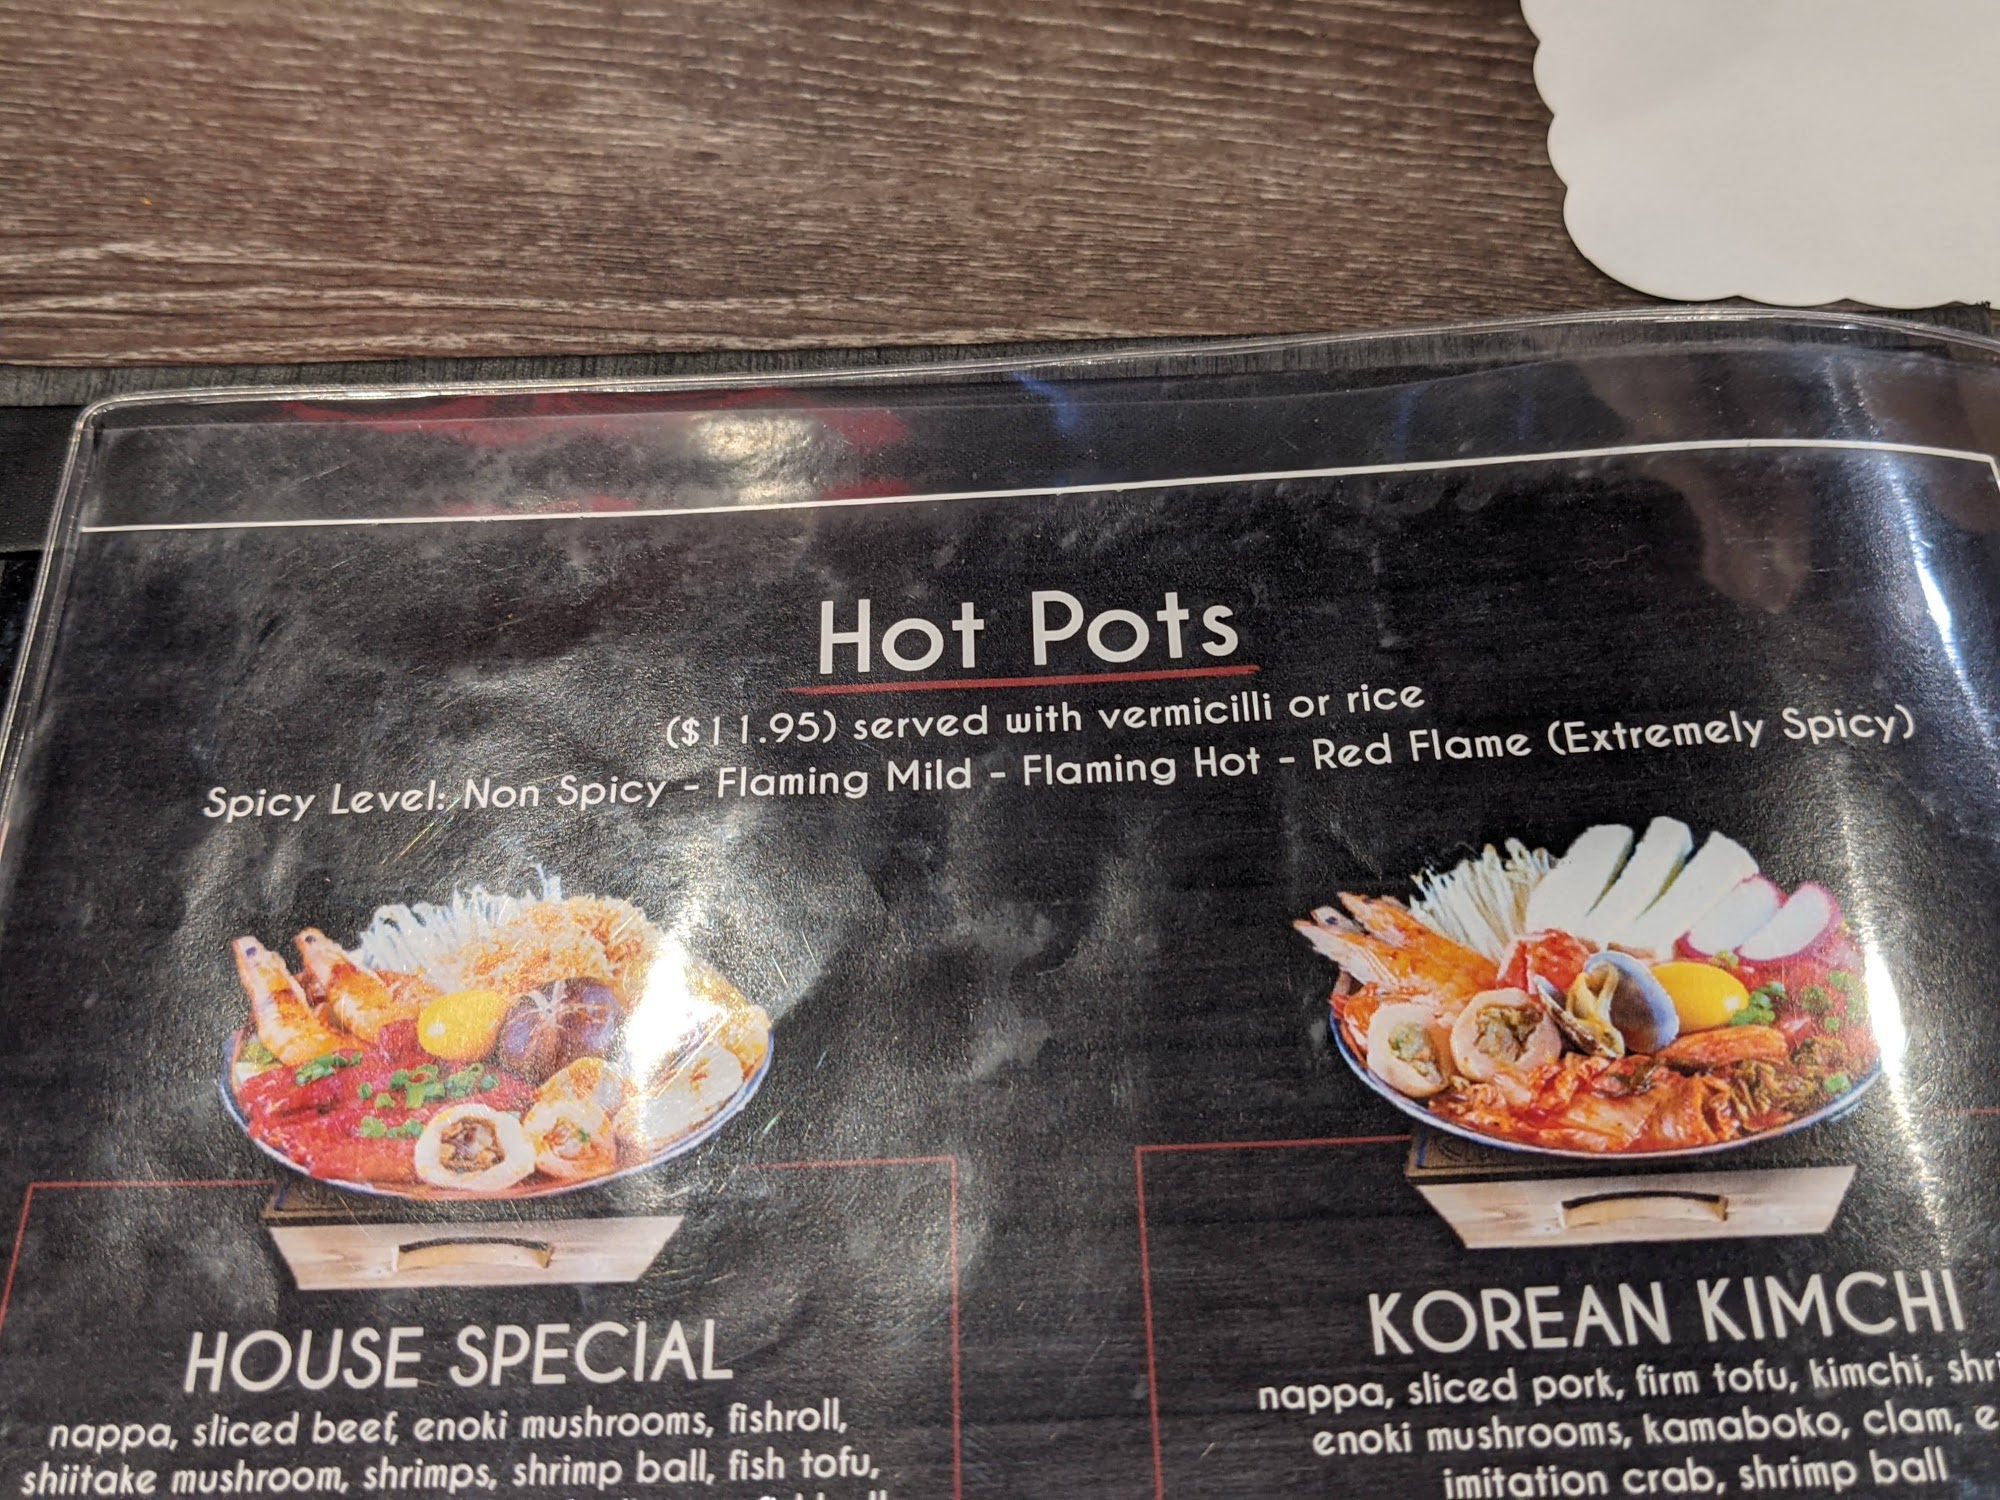 Hot Pots
($11.95) served with vermicilli or rice
Spicy Level: Non Spicy - Flaming Mild - Flaming Hot - Red Flame (Extremely Spicy)
HOUSE SPECIAL
nappa, sliced beef, enoki mushrooms, fishroll,
shiitake mushroom, shrimps, shrimp ball, fish tofu,
KOREAN KIMCHI
nappa, sliced pork, firm tofu, kimchi,
enoki mushrooms, kamaboko, clam,
imitation crab, shrimp ball